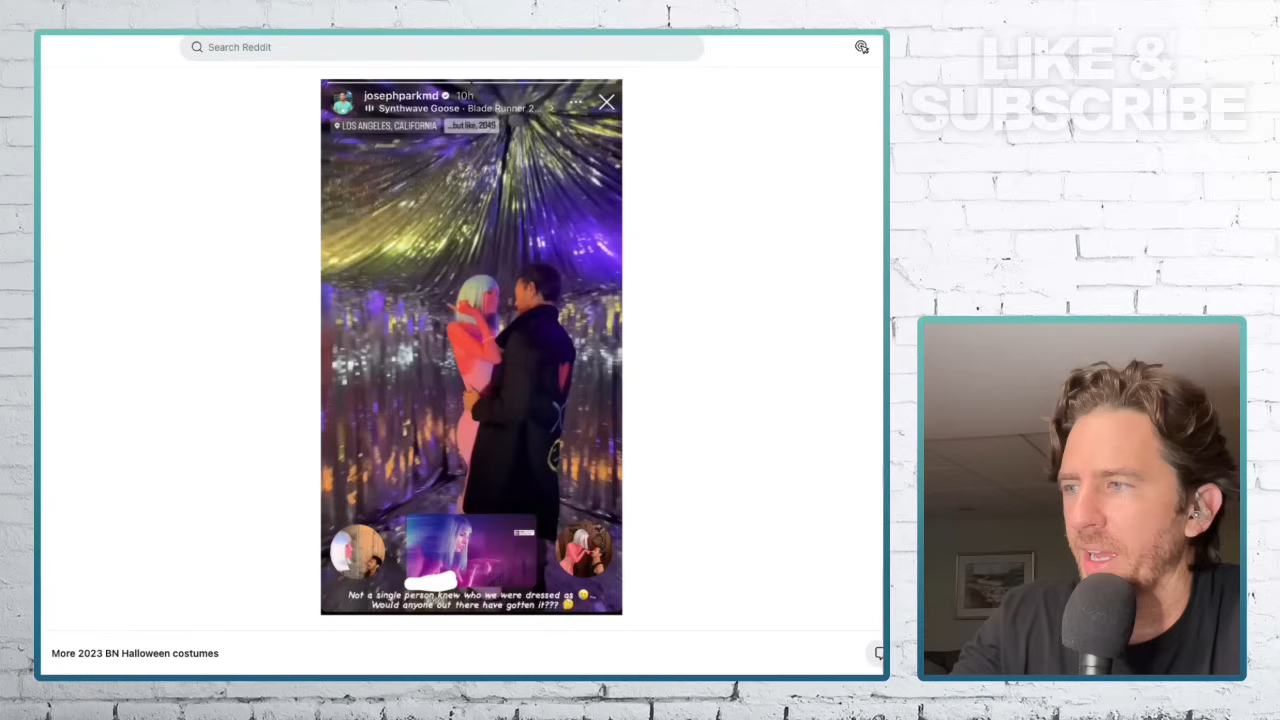 LIKE &
SUBSCRIBE
Search Reddit
josephparkmd 10h
Synthwave Goose · Blade Runner 2...
LOS ANGELES, CALIFORNIA
...but like, 2049
Not a single person knew who we were dressed as 🫠...
Would anyone out there have gotten it??? 🤔
More 2023 BN Halloween costumes